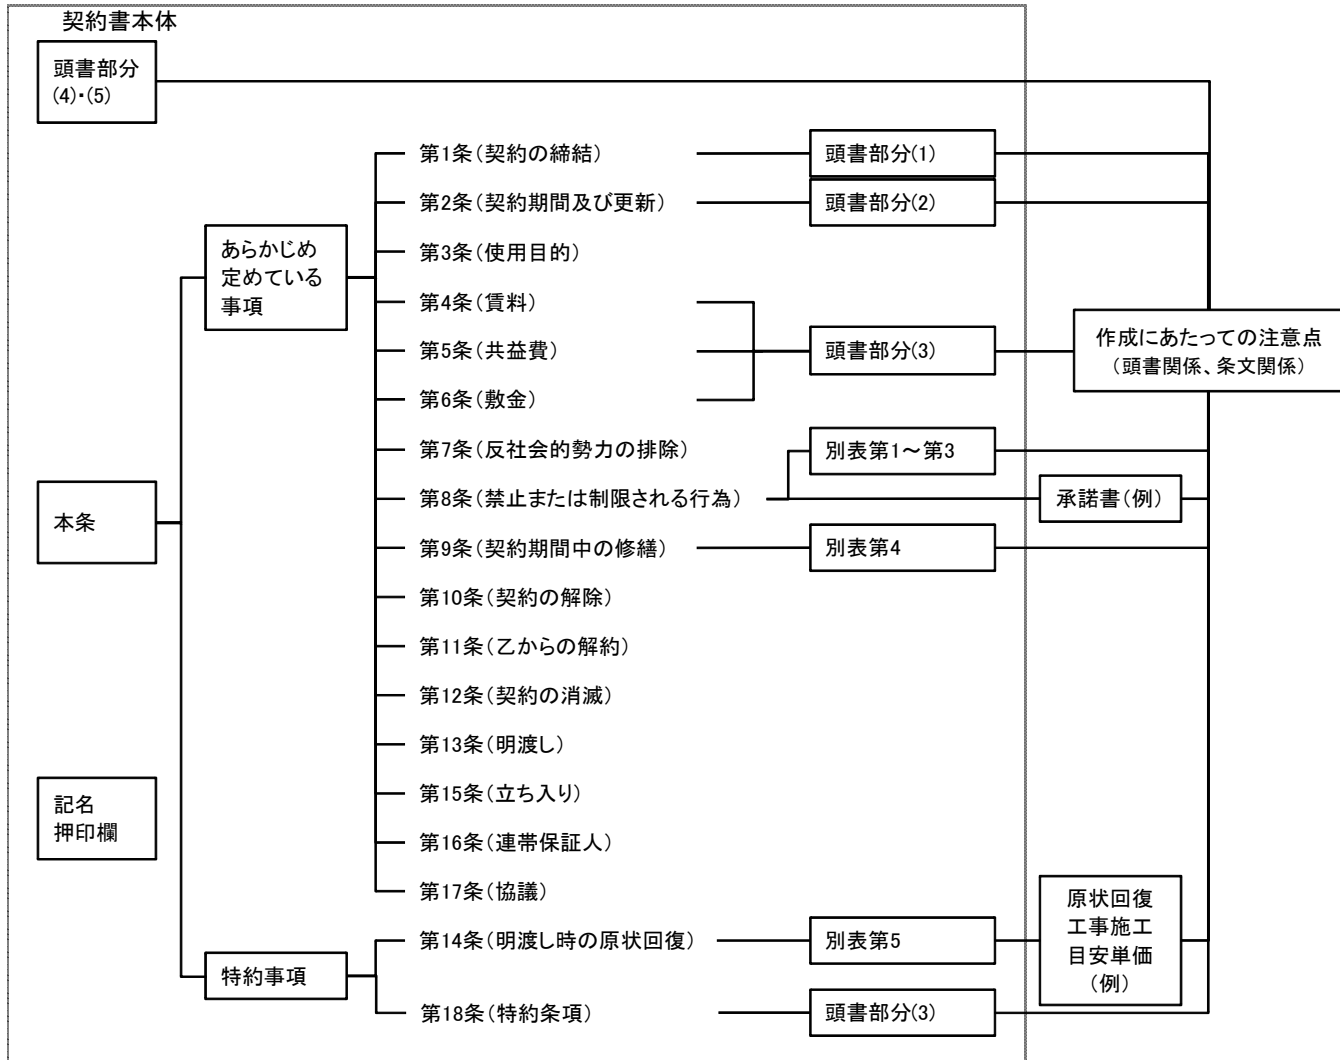 契約書本体
頭書部分
(4)・(5)
第1条(契約の締結)
頭書部分(1)
第2条(契約期間及び更新)
頭書部分(2)
あらかじめ
定めている
事項
第3条(使用目的)
第4条(賃料)
第5条(共益費)
頭書部分(3)
作成にあたっての注意点
(頭書関係、条文関係)
第6条(敷金)
第7条(反社会的勢力の排除)
別表第1～第3
第8条(禁止または制限される行為)
承諾書(例)
本条
第9条(契約期間中の修繕)
別表第4
第10条(契約の解除)
第11条(乙からの解約)
第12条(契約の消滅)
第13条(明渡し)
第15条(立ち入り)
記名
押印欄
第16条(連帯保証人)
第17条(協議)
特約事項
第14条(明渡し時の原状回復)
別表第5
原状回復
工事施工
目安単価
(例)
第18条(特約条項)
頭書部分(3)